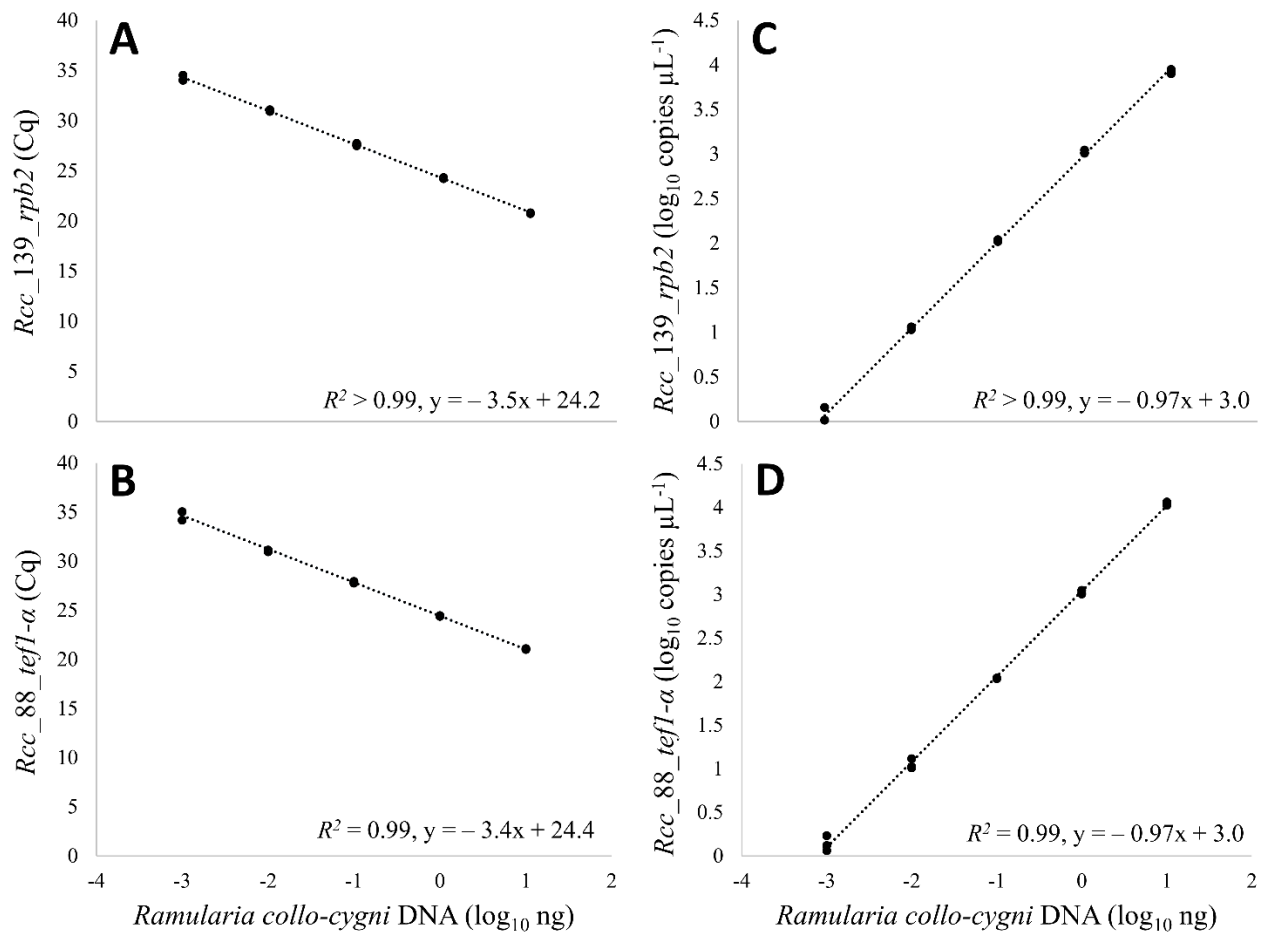 A
Rcc_139_rpb2 (Cq)
40
35
30
25
20
15
10
5
0
R² > 0.99, y = – 3.5x + 24.2
C
Rcc_139_rpb2 (log₁₀ copies µL⁻¹)
4.5
4
3.5
3
2.5
2
1.5
1
0.5
0
R² > 0.99, y = – 0.97x + 3.0
B
Rcc_88_tef1-α (Cq)
40
35
30
25
20
15
10
5
0
R² = 0.99, y = – 3.4x + 24.4
-4 -3 -2 -1 0 1 2
Ramularia collo-cygni DNA (log₁₀ ng)
D
Rcc_88_tef1-α (log₁₀ copies µL⁻¹)
4.5
4
3.5
3
2.5
2
1.5
1
0.5
0
R² = 0.99, y = – 0.97x + 3.0
-4 -3 -2 -1 0 1 2
Ramularia collo-cygni DNA (log₁₀ ng)